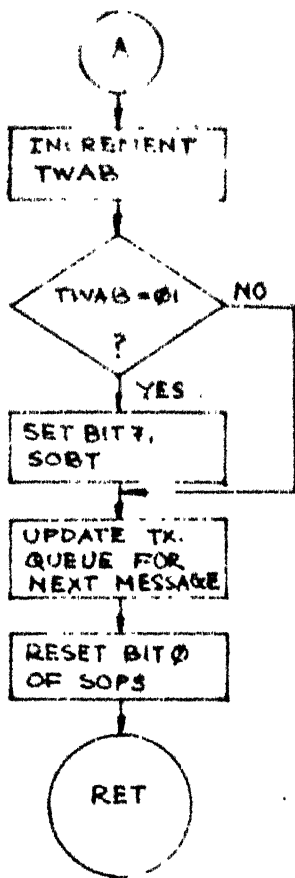 A
INCREMENT
TWAB
TWAB = Ø1
?
NO
YES
SET BIT 7,
SOBT
UPDATE TX.
QUEUE FOR
NEXT MESSAGE
RESET BIT Ø
OF SOPS
RET